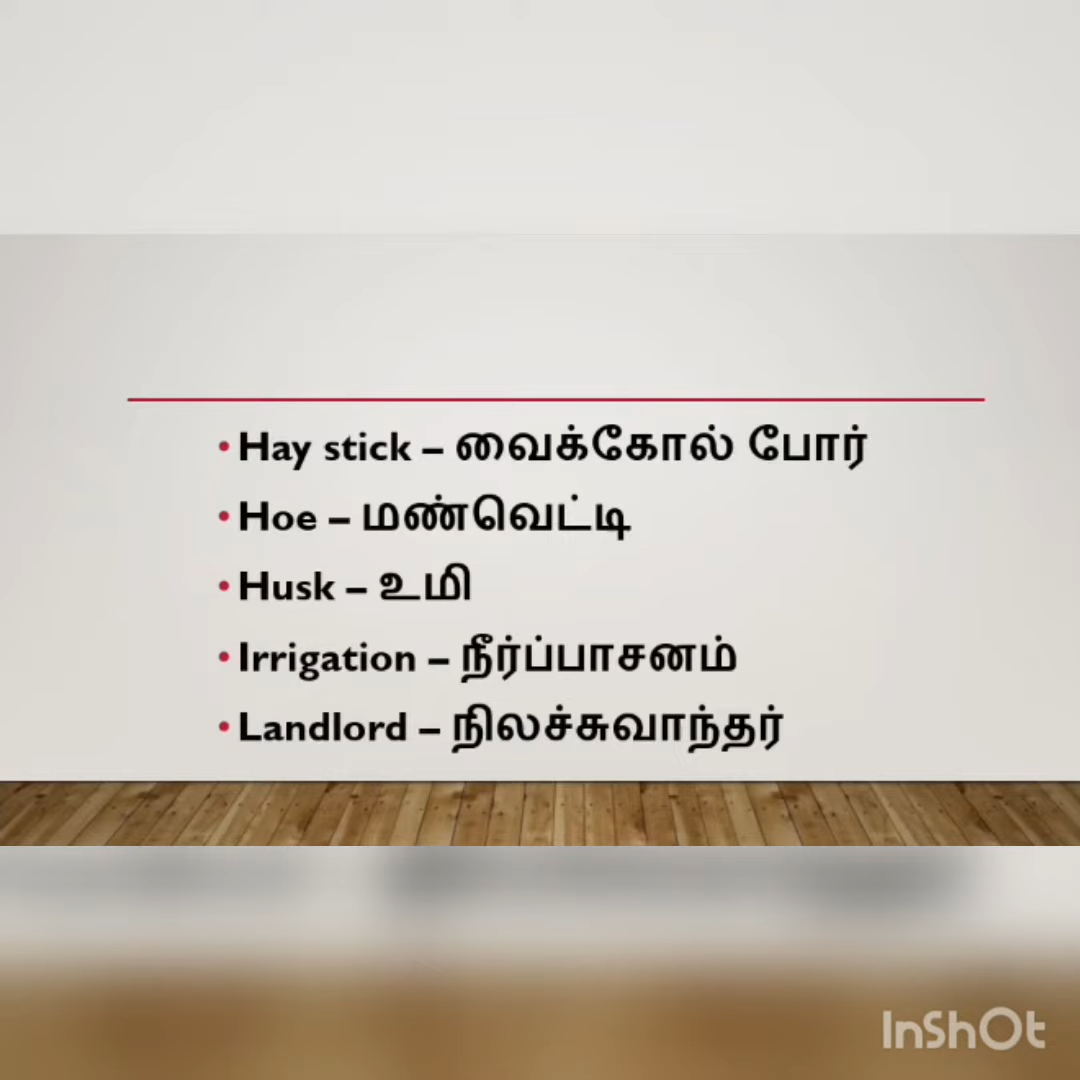 • Hay stick – வைக்கோல் போர்
• Hoe – மண்வெட்டி
• Husk – உமி
• Irrigation – நீர்ப்பாசனம்
• Landlord – நிலச்சுவாந்தர்
InShOt